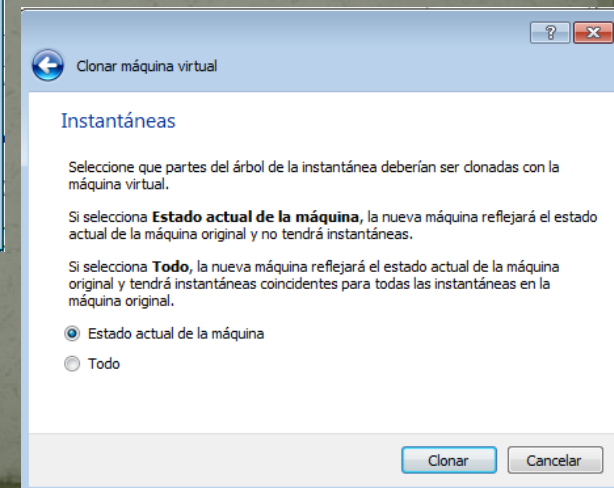 Clonar máquina virtual
Instantáneas
Seleccione que partes del árbol de la instantánea deberían ser clonadas con la
máquina virtual.
Si selecciona Estado actual de la máquina, la nueva máquina reflejará el estado
actual de la máquina original y no tendrá instantáneas.
Si selecciona Todo, la nueva máquina reflejará el estado actual de la máquina
original y tendrá instantáneas coincidentes para todas las instantáneas en la
máquina original.
Estado actual de la máquina
Todo
Clonar Cancelar